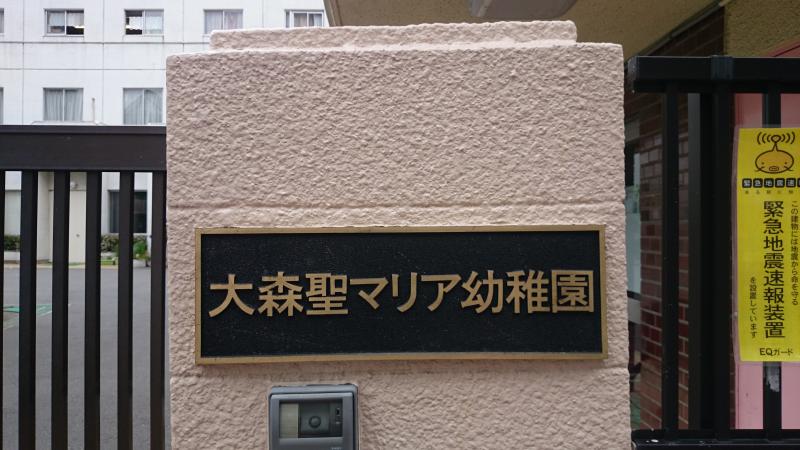 大森聖マリア幼稚園
緊急地震速
この建物には地震から命を守る
緊急地震速報装置
を設置しています
EQガード